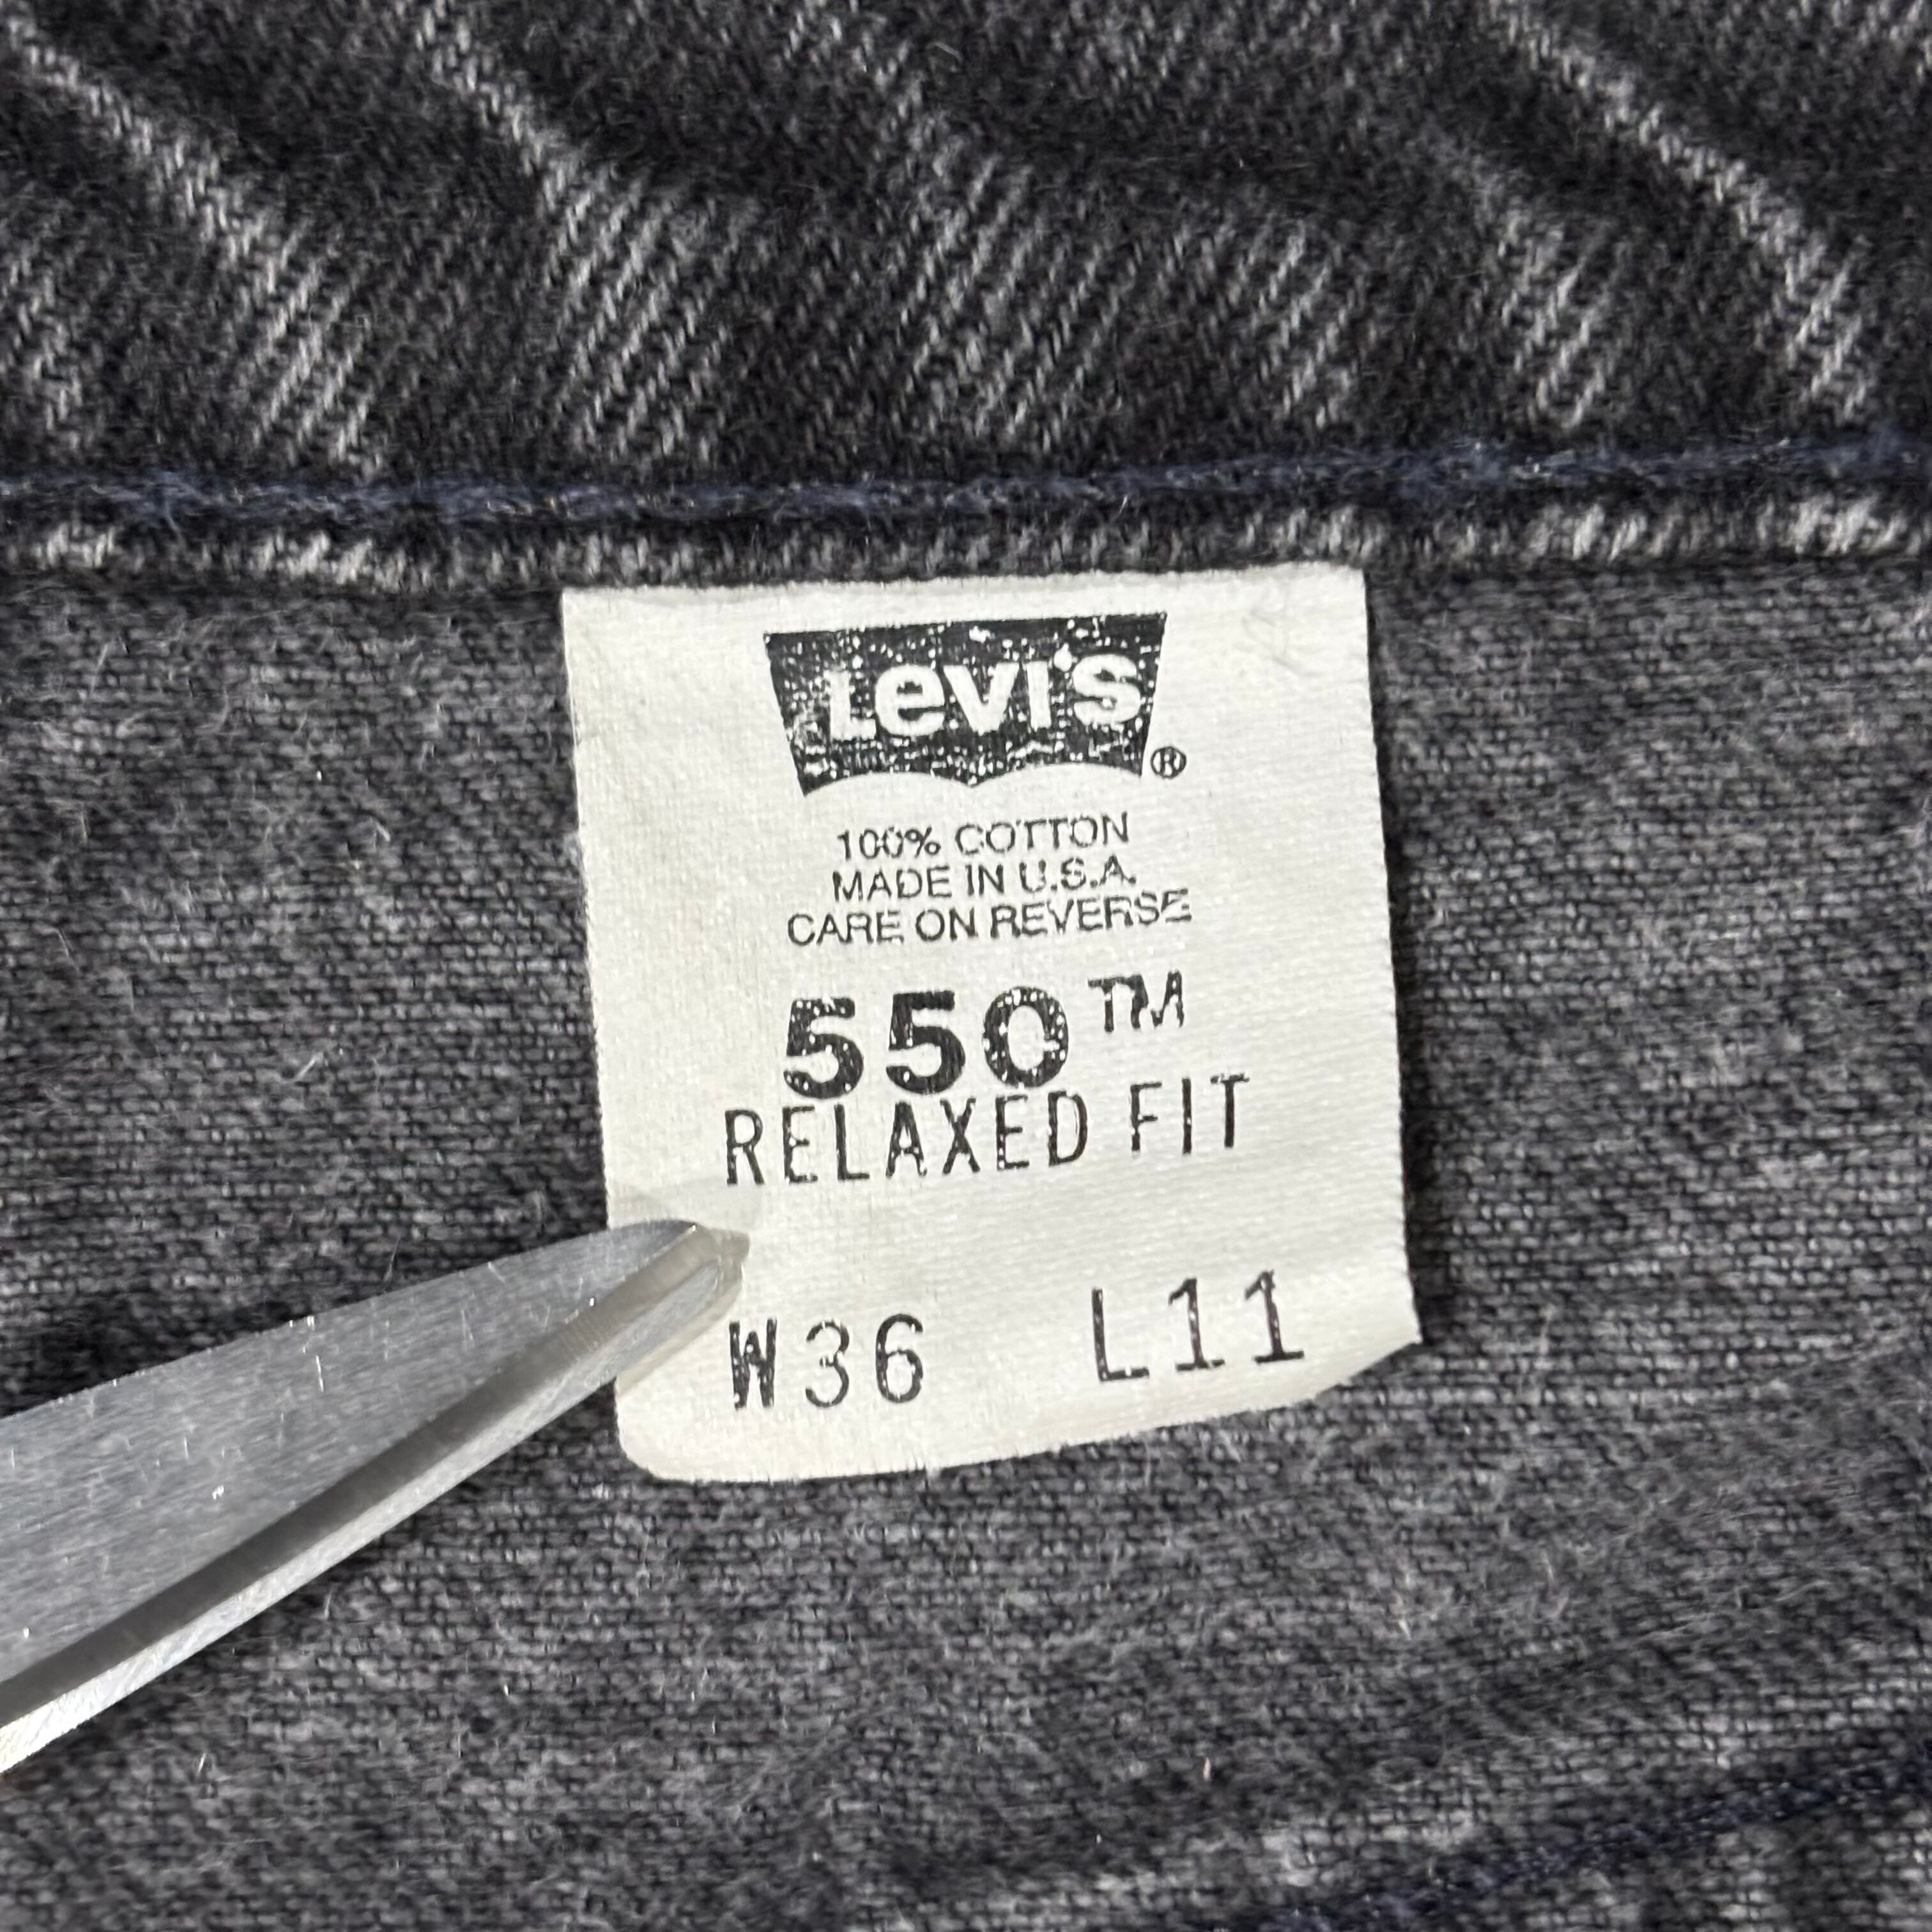 Levi's®
100% COTTON
MADE IN U.S.A.
CARE ON REVERSE
550™
RELAXED FIT
W36 L11